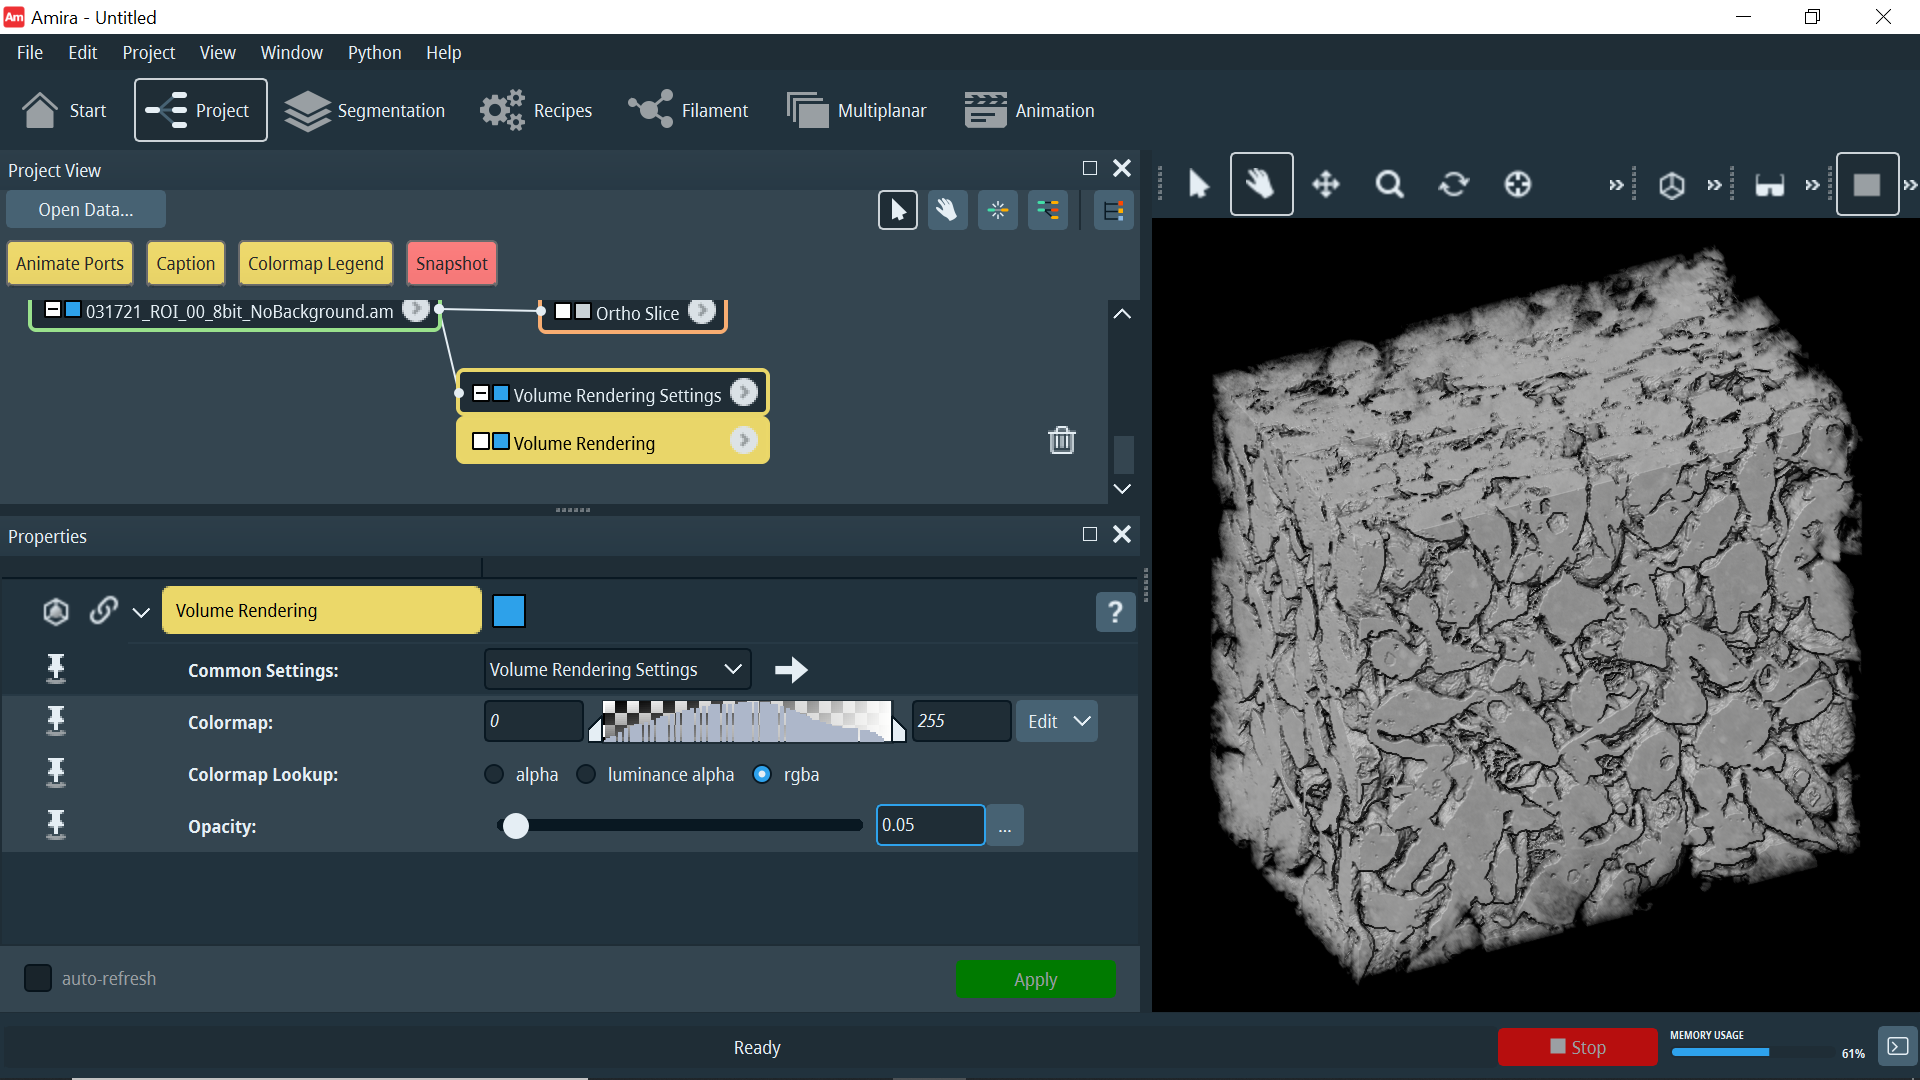 Am Amira - Untitled
File Edit Project View Window Python Help
Start Project Segmentation Recipes Filament Multiplanar Animation
Project View
Open Data...
Animate Ports Caption Colormap Legend Snapshot
031721_ROI_00_8bit_NoBackground.am Ortho Slice
Volume Rendering Settings
Volume Rendering
Properties
Volume Rendering ?
Common Settings: Volume Rendering Settings
Colormap: 0 255 Edit
Colormap Lookup: alpha luminance alpha rgba
Opacity: 0.05 ...
auto-refresh Apply
Ready Stop MEMORY USAGE 61%